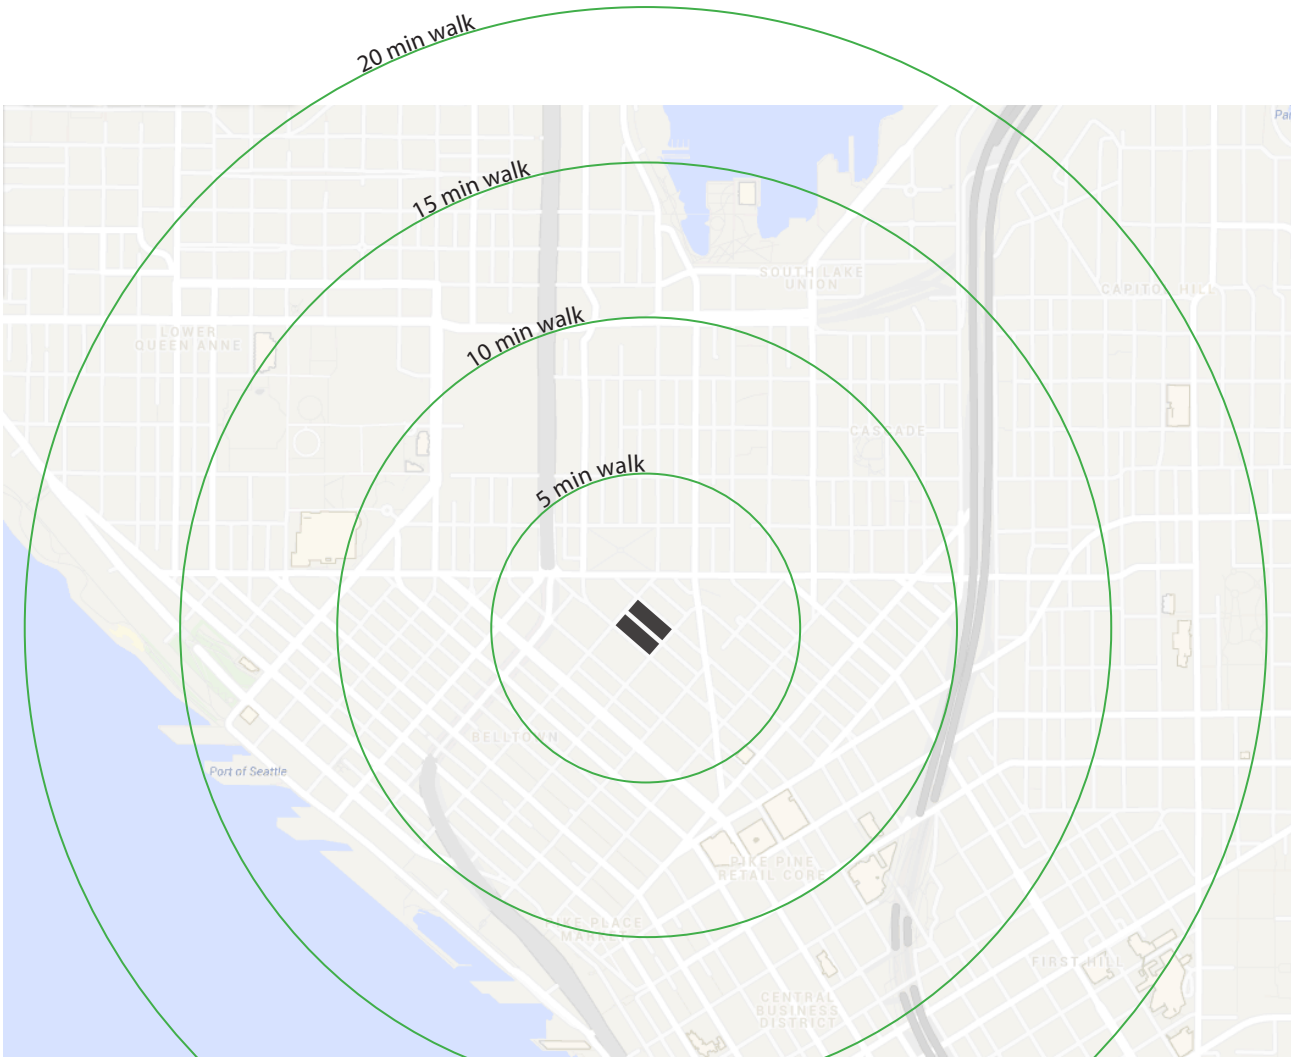 20 min walk
Pa
15 min walk
SOUTH LAKE
UNION
CAPITOL HILL
10 min walk
LOWER
QUEEN ANNE
CASCADE
5 min walk
BELLTOWN
Port of Seattle
PIKE PINE
RETAIL CORE
PIKE PLACE
MARKET
FIRST HILL
CENTRAL
BUSINESS
DISTRICT